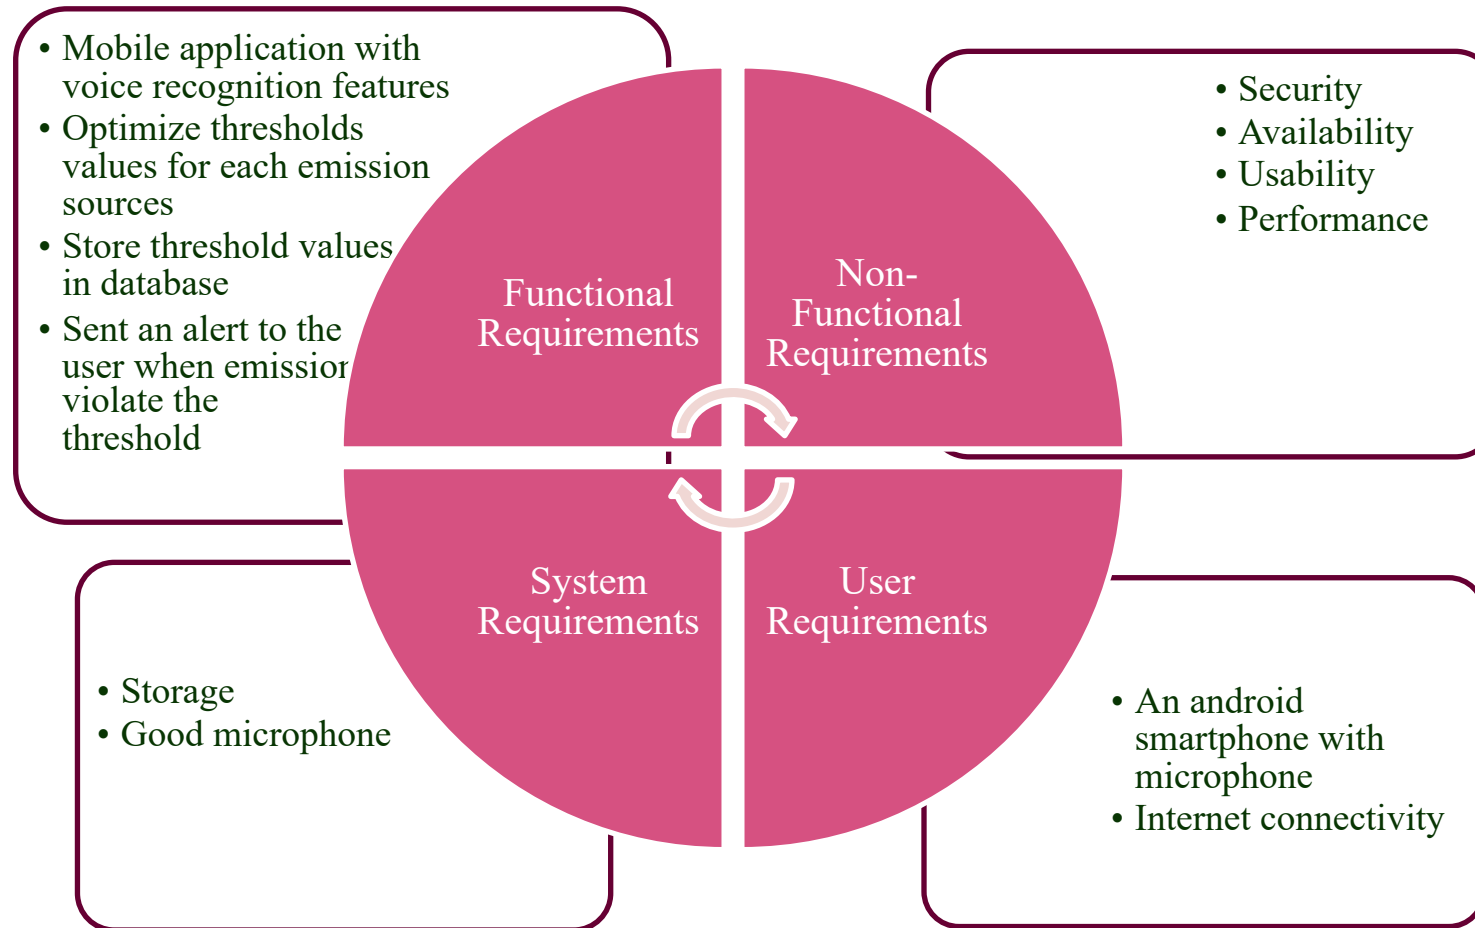 • Mobile application with
voice recognition features
• Optimize thresholds
values for each emission
sources
• Store threshold values
in database
• Sent an alert to the
user when emission
violate the
threshold
• Security
• Availability
• Usability
• Performance
Functional
Requirements
Non-
Functional
Requirements
System
Requirements
User
Requirements
• Storage
• Good microphone
• An android
smartphone with
microphone
• Internet connectivity